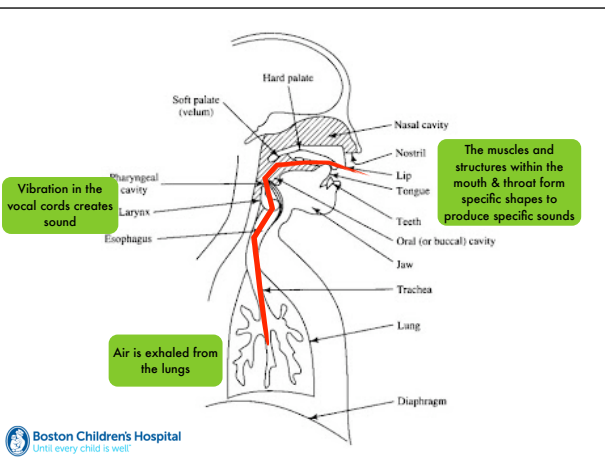 Hard palate
Soft palate
(velum)
Nasal cavity
Nostril
Lip
Tongue
Teeth
Oral (or buccal) cavity
Jaw
Trachea
Lung
Diaphragm
Pharyngeal
cavity
Larynx
Esophagus
Vibration in the
vocal cords creates
sound
The muscles and
structures within the
mouth & throat form
specific shapes to
produce specific sounds
Air is exhaled from
the lungs
Boston Children's Hospital
Until every child is well™